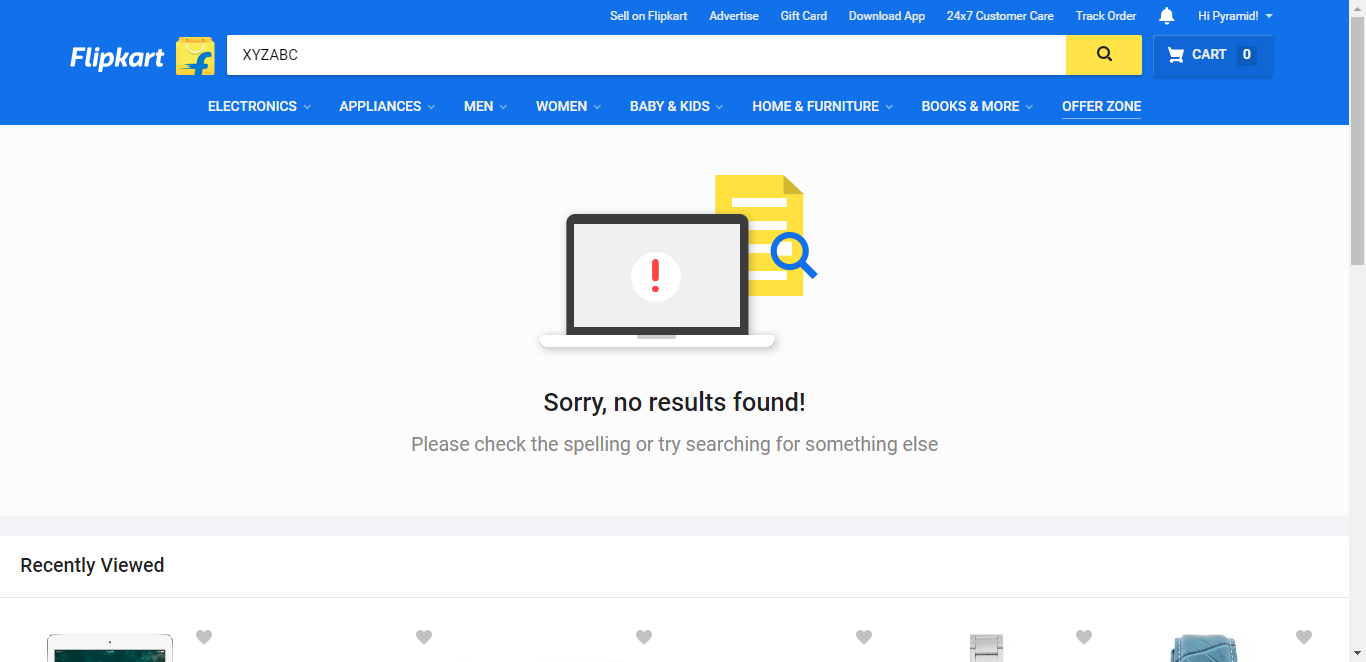 Sell on Flipkart Advertise Gift Card Download App 24x7 Customer Care Track Order Hi Pyramid!
Flipkart XYZABC CART 0
ELECTRONICS APPLIANCES MEN WOMEN BABY & KIDS HOME & FURNITURE BOOKS & MORE OFFER ZONE
Sorry, no results found!
Please check the spelling or try searching for something else
Recently Viewed